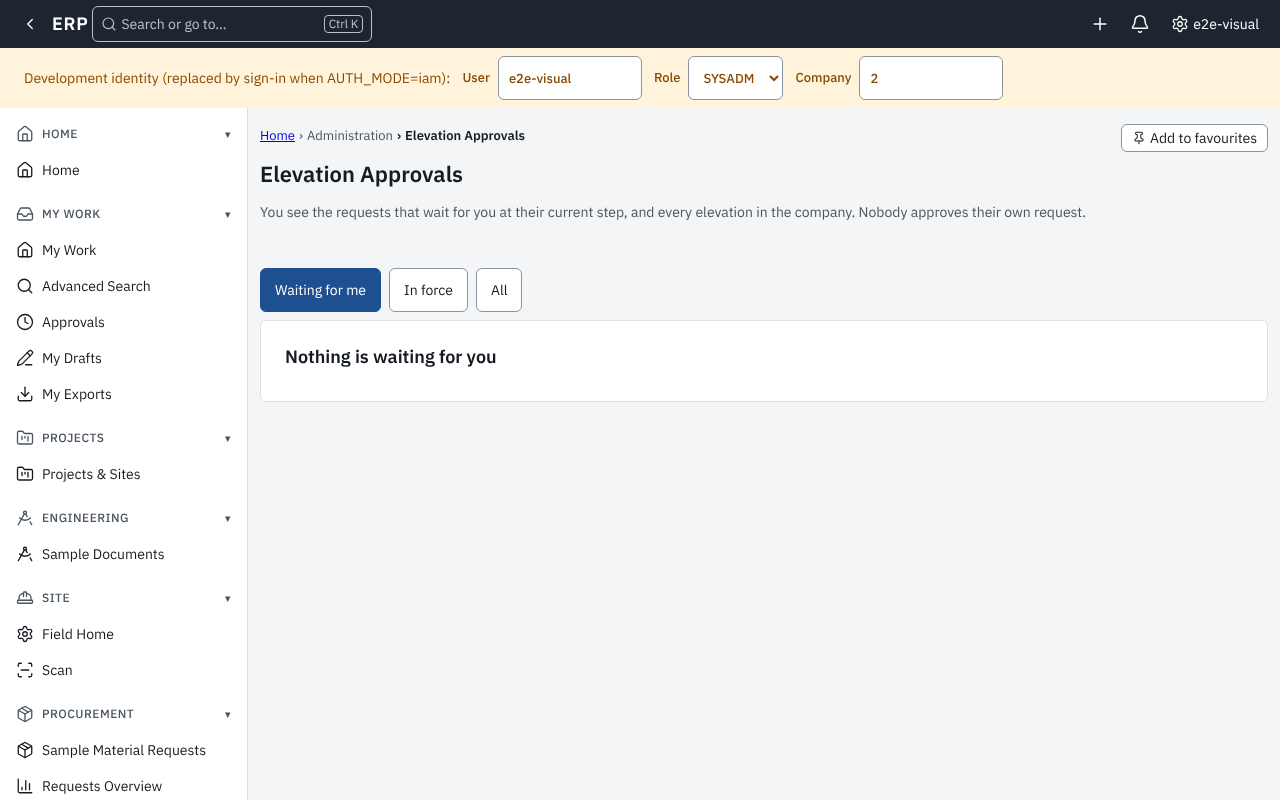 ERP
Search or go to...
Ctrl K
e2e-visual
Development identity (replaced by sign-in when AUTH_MODE=iam):
User
e2e-visual
Role
SYSADM
Company
2
HOME
Home
MY WORK
My Work
Advanced Search
Approvals
My Drafts
My Exports
PROJECTS
Projects & Sites
ENGINEERING
Sample Documents
SITE
Field Home
Scan
PROCUREMENT
Sample Material Requests
Requests Overview
Home › Administration › Elevation Approvals
Add to favourites
Elevation Approvals
You see the requests that wait for you at their current step, and every elevation in the company. Nobody approves their own request.
Waiting for me
In force
All
Nothing is waiting for you